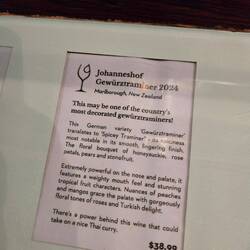 Johanneshof
Gewürztraminer 2024
Marlborough, New Zealand
This may be one of the country's
most decorated gewürztraminers!
This German variety 'Gewürztraminer'
translates to 'Spicey Traminer' - its spiciness
most notable in its smooth, lingering finish.
The floral bouquet of honeysuckle, rose
petals, pears and stonefruit.
Extremely powerful on the nose and palate, it
features a weighty mouth feel and stunning
tropical fruit characters. Nuances of peaches
and mangos grace the palate with gorgeously
floral tones of roses and Turkish delight.
There's a power behind this wine that could
take on a nice Thai curry.
$38.99